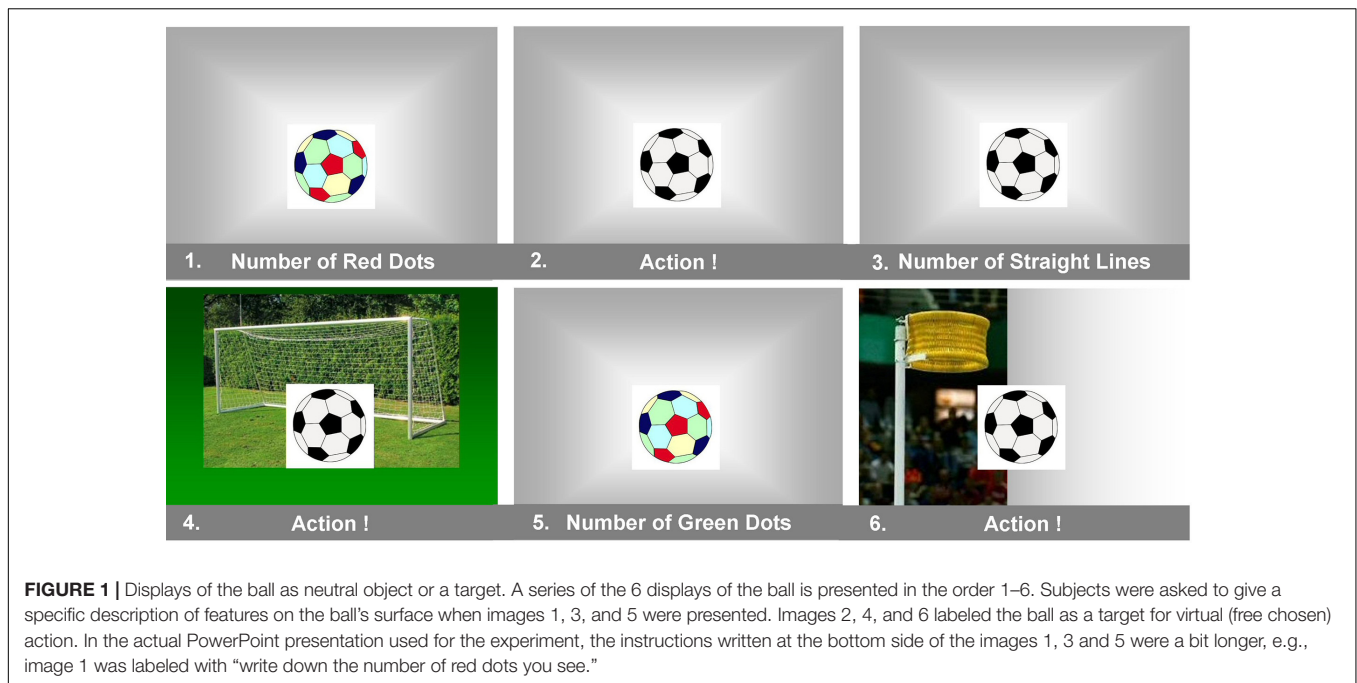 1. Number of Red Dots
2. Action !
3. Number of Straight Lines
4. Action !
5. Number of Green Dots
6. Action !
FIGURE 1 | Displays of the ball as neutral object or a target. A series of the 6 displays of the ball is presented in the order 1–6. Subjects were asked to give a
specific description of features on the ball's surface when images 1, 3, and 5 were presented. Images 2, 4, and 6 labeled the ball as a target for virtual (free chosen)
action. In the actual PowerPoint presentation used for the experiment, the instructions written at the bottom side of the images 1, 3 and 5 were a bit longer, e.g.,
image 1 was labeled with “write down the number of red dots you see.”